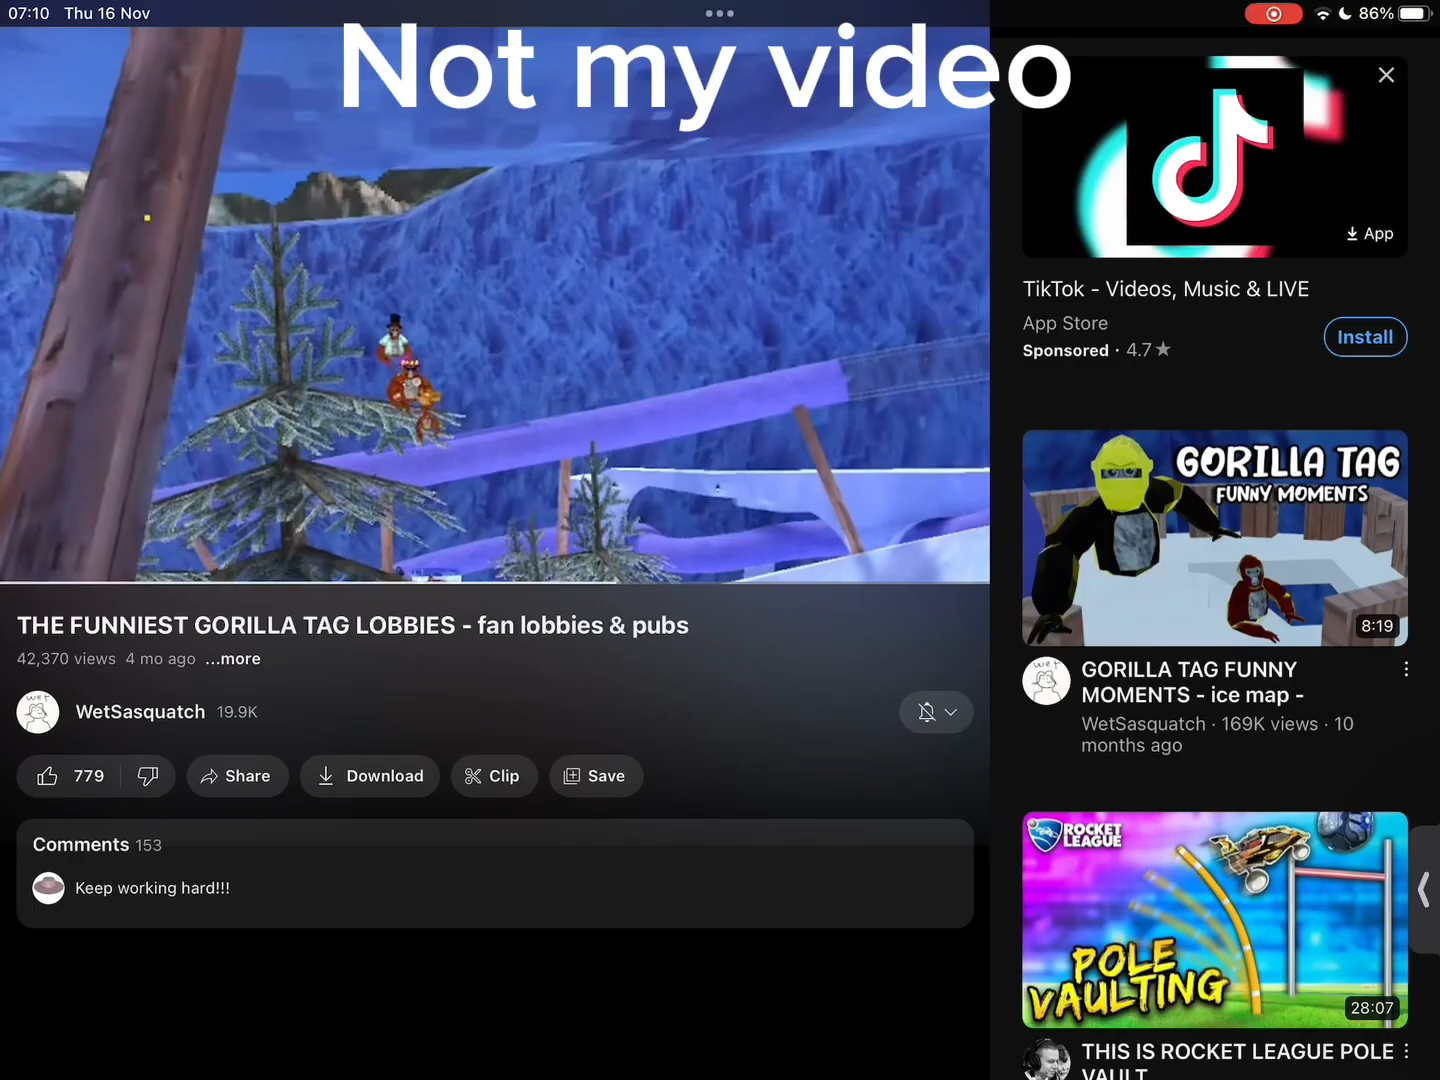 07:10 Thu 16 Nov
86%
Not my video
App
TikTok - Videos, Music & LIVE
App Store
Sponsored · 4.7★
Install
GORILLA TAG
FUNNY MOMENTS
8:19
GORILLA TAG FUNNY
MOMENTS - ice map -
WetSasquatch · 169K views · 10
months ago
ROCKET
LEAGUE
POLE
VAULTING
28:07
THIS IS ROCKET LEAGUE POLE
VAULT
THE FUNNIEST GORILLA TAG LOBBIES - fan lobbies & pubs
42,370 views 4 mo ago ...more
wet
WetSasquatch 19.9K
779
Share
Download
Clip
Save
Comments 153
Keep working hard!!!